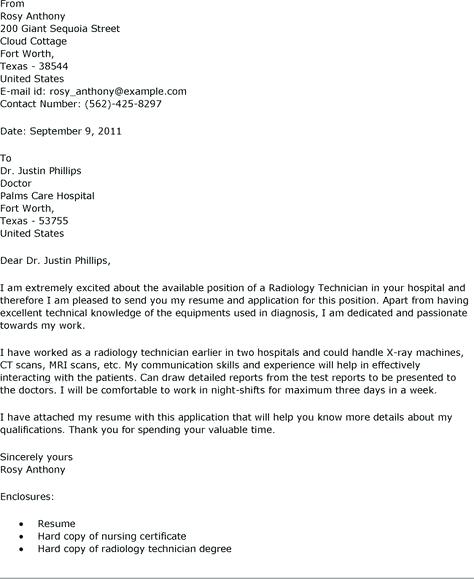 From
Rosy Anthony
200 Giant Sequoia Street
Cloud Cottage
Fort Worth,
Texas - 38544
United States
E-mail id: rosy_anthony@example.com
Contact Number: (562)-425-8297
Date: September 9, 2011
To
Dr. Justin Phillips
Doctor
Palms Care Hospital
Fort Worth,
Texas - 53755
United States
Dear Dr. Justin Phillips,
I am extremely excited about the available position of a Radiology Technician in your hospital and
therefore I am pleased to send you my resume and application for this position. Apart from having
excellent technical knowledge of the equipments used in diagnosis, I am dedicated and passionate
towards my work.
I have worked as a radiology technician earlier in two hospitals and could handle X-ray machines,
CT scans, MRI scans, etc. My communication skills and experience will help in effectively
interacting with the patients. Can draw detailed reports from the test reports to be presented to
the doctors. I will be comfortable to work in night-shifts for maximum three days in a week.
I have attached my resume with this application that will help you know more details about my
qualifications. Thank you for spending your valuable time.
Sincerely yours
Rosy Anthony
Enclosures:
• Resume
• Hard copy of nursing certificate
• Hard copy of radiology technician degree